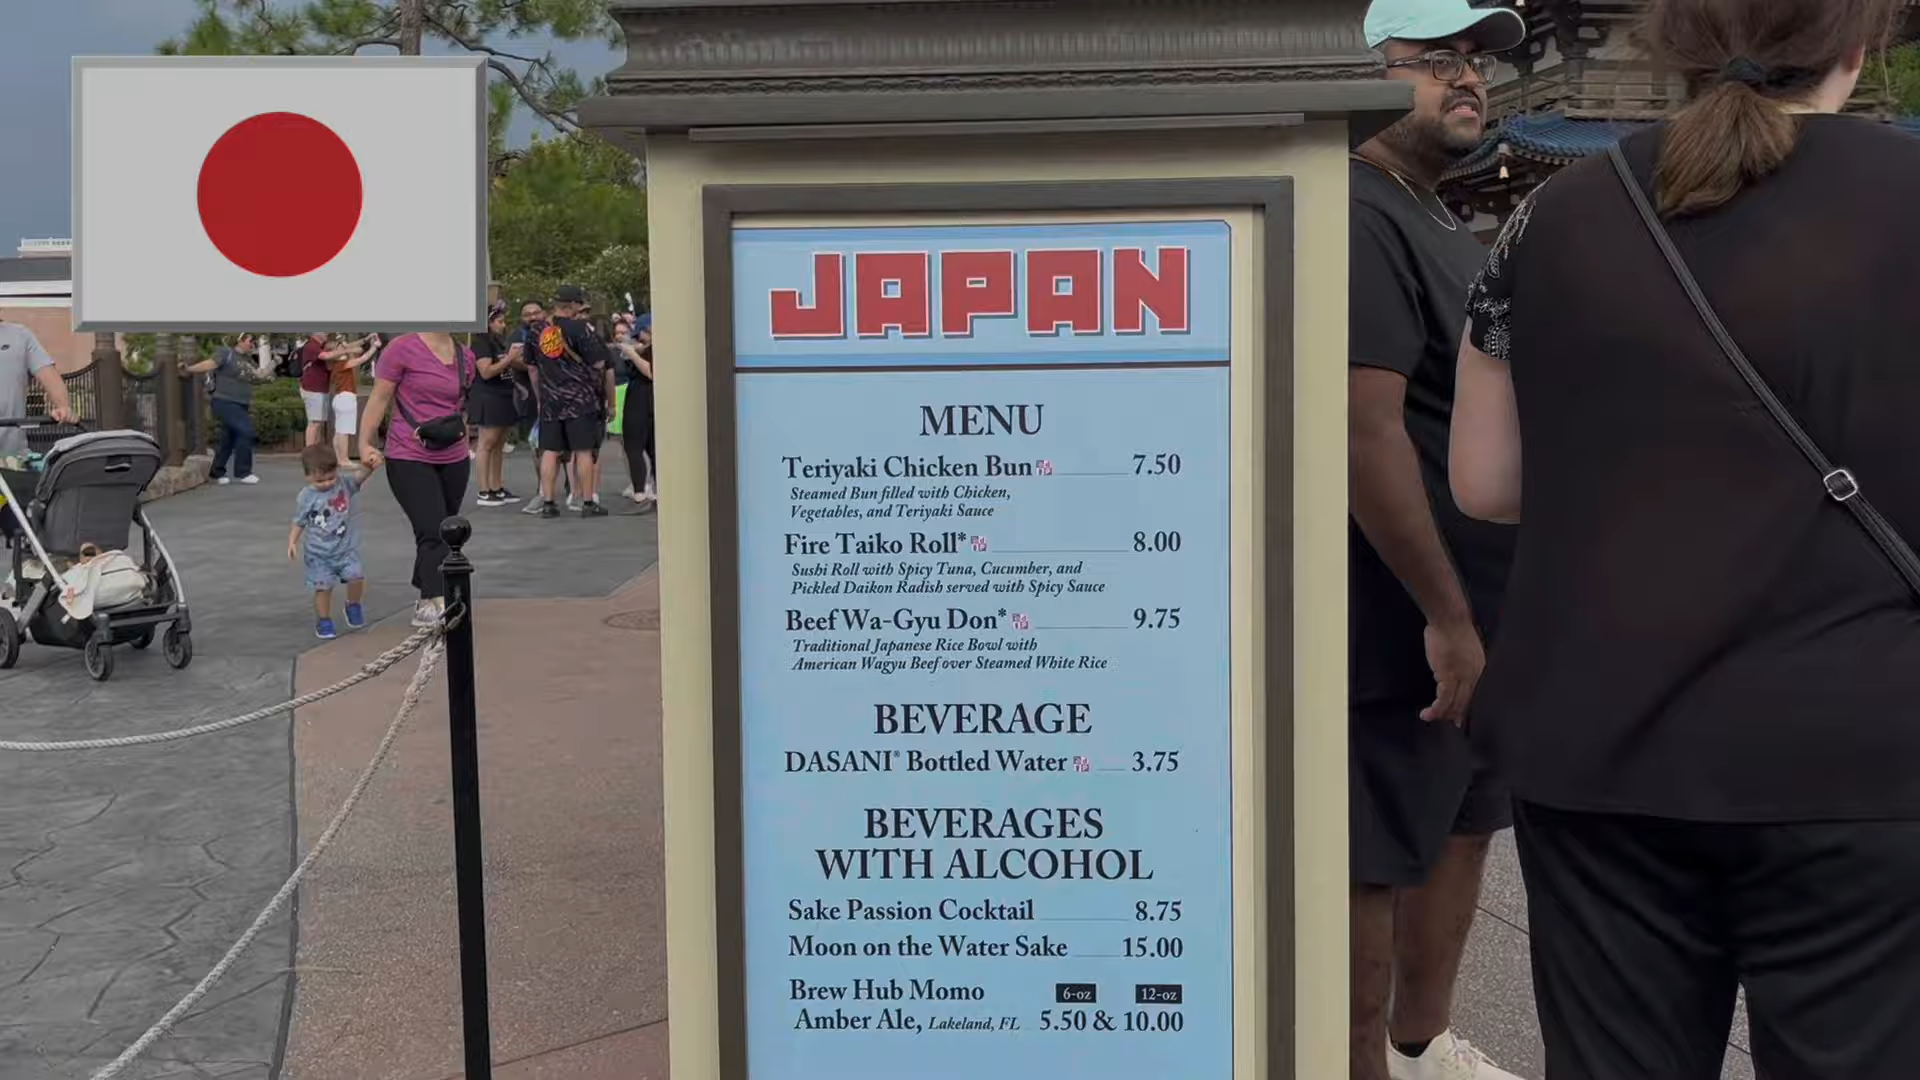 JAPAN
MENU
Teriyaki Chicken Bun 7.50
Steamed Bun filled with Chicken,
Vegetables, and Teriyaki Sauce
Fire Taiko Roll* 8.00
Sushi Roll with Spicy Tuna, Cucumber, and
Pickled Daikon Radish served with Spicy Sauce
Beef Wa-Gyu Don* 9.75
Traditional Japanese Rice Bowl with
American Wagyu Beef over Steamed White Rice
BEVERAGE
DASANI® Bottled Water 3.75
BEVERAGES
WITH ALCOHOL
Sake Passion Cocktail 8.75
Moon on the Water Sake 15.00
Brew Hub Momo 6-oz 12-oz
Amber Ale, Lakeland, FL 5.50 & 10.00